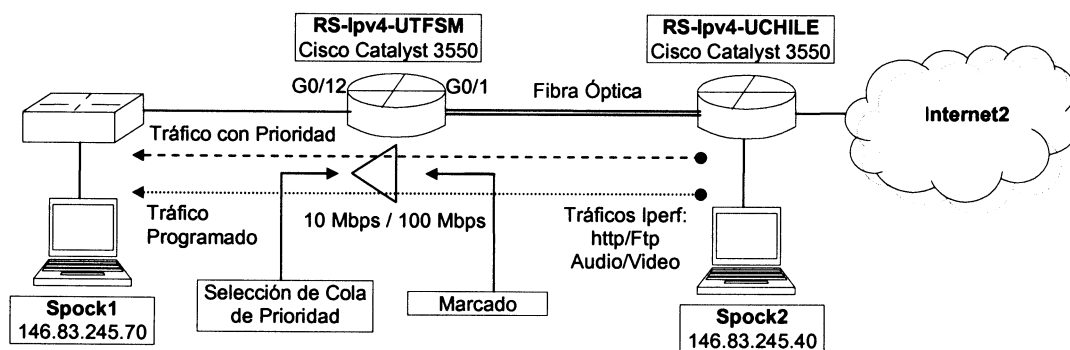 RS-Ipv4-UTFSM
Cisco Catalyst 3550
RS-Ipv4-UCHILE
Cisco Catalyst 3550
G0/12
G0/1
Fibra Óptica
Internet2
Tráfico con Prioridad
Tráfico
Programado
10 Mbps / 100 Mbps
Tráficos Iperf:
http/Ftp
Audio/Video
Selección de Cola
de Prioridad
Marcado
Spock1
146.83.245.70
Spock2
146.83.245.40